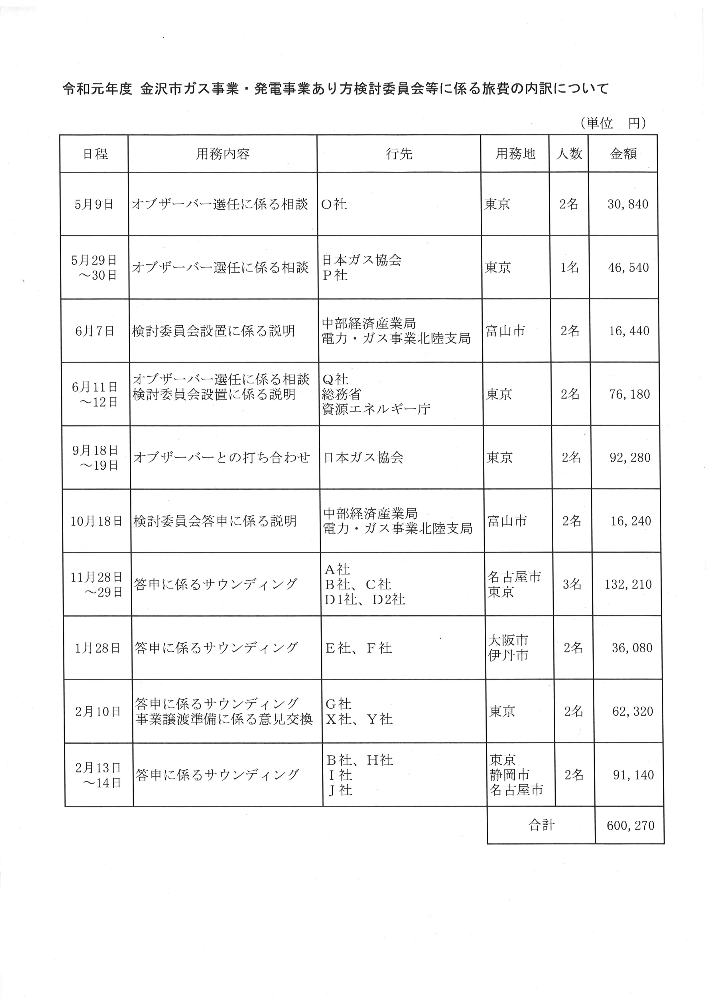 令和元年度 金沢市ガス事業・発電事業あり方検討委員会等に係る旅費の内訳について
（単位 円）
日程 用務内容 行先 用務地 人数 金額
5月9日 オブザーバー選任に係る相談 O社 東京 2名 30,840
5月29日
～30日
オブザーバー選任に係る相談
日本ガス協会
P社
東京 1名 46,540
6月7日 検討委員会設置に係る説明
中部経済産業局
電力・ガス事業北陸支局
富山市 2名 16,440
6月11日
～12日
オブザーバー選任に係る相談
検討委員会設置に係る説明
Q社
総務省
資源エネルギー庁
東京 2名 76,180
9月18日
～19日
オブザーバーとの打ち合わせ 日本ガス協会 東京 2名 92,280
10月18日 検討委員会答申に係る説明
中部経済産業局
電力・ガス事業北陸支局
富山市 2名 16,240
11月28日
～29日
答申に係るサウンディング
A社
B社、C社
D1社、D2社
名古屋市
東京
3名 132,210
1月28日 答申に係るサウンディング E社、F社
大阪市
伊丹市
2名 36,080
2月10日
答申に係るサウンディング
事業譲渡準備に係る意見交換
G社
X社、Y社
東京 2名 62,320
2月13日
～14日
答申に係るサウンディング
B社、H社
I社
J社
東京
静岡市
名古屋市
2名 91,140
合計 600,270